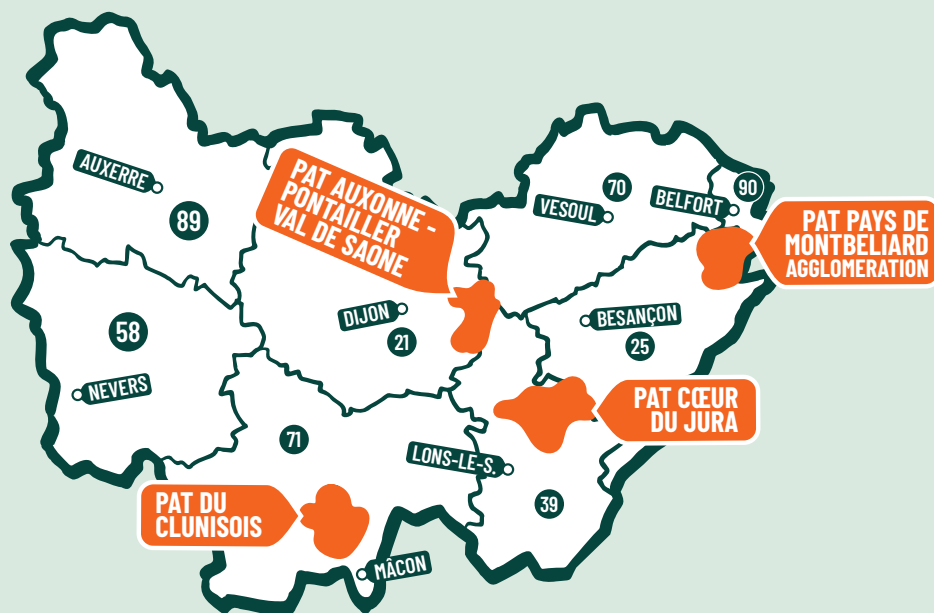 AUXERRE
89
PAT AUXONNE -
PONTAILLER
VAL DE SAONE
70
VESOUL
BELFORT
90
PAT PAYS DE
MONTBELIARD
AGGLOMERATION
58
NEVERS
DIJON
21
BESANÇON
25
PAT CŒUR
DU JURA
71
LONS-LE-S.
39
PAT DU
CLUNISOIS
MÂCON